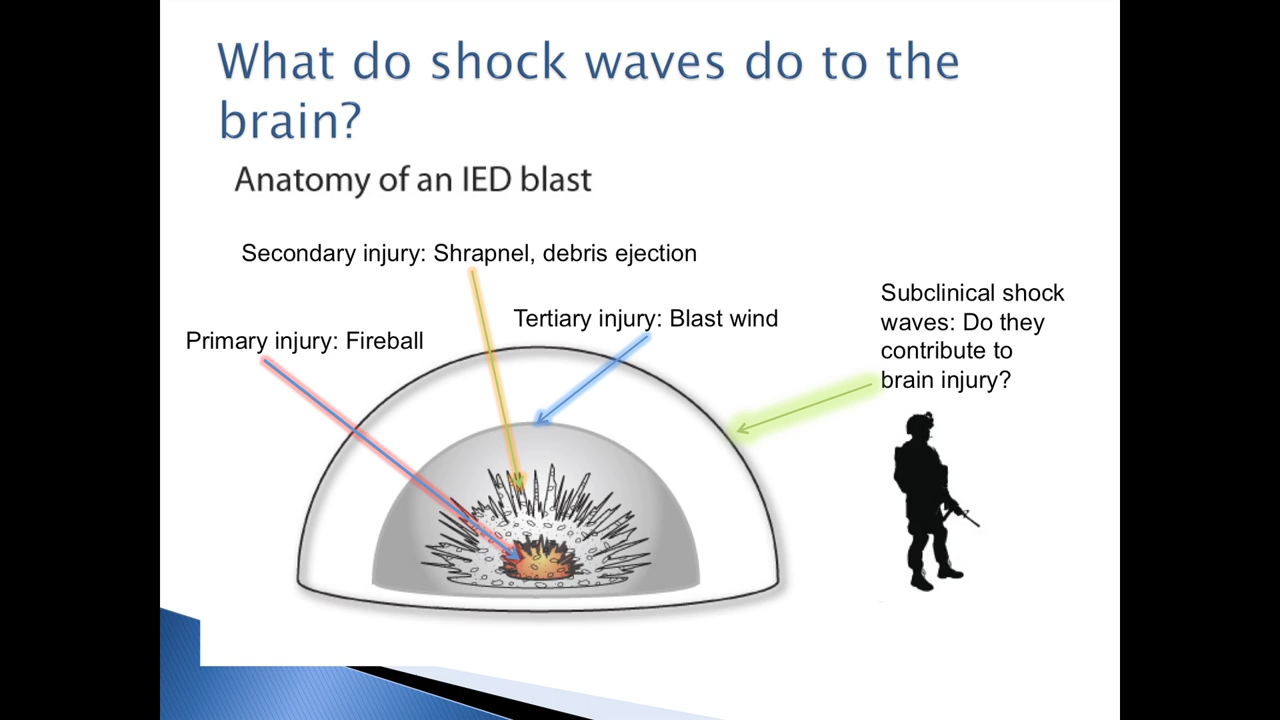 What do shock waves do to the
brain?
Anatomy of an IED blast
Secondary injury: Shrapnel, debris ejection
Tertiary injury: Blast wind
Primary injury: Fireball
Subclinical shock
waves: Do they
contribute to
brain injury?